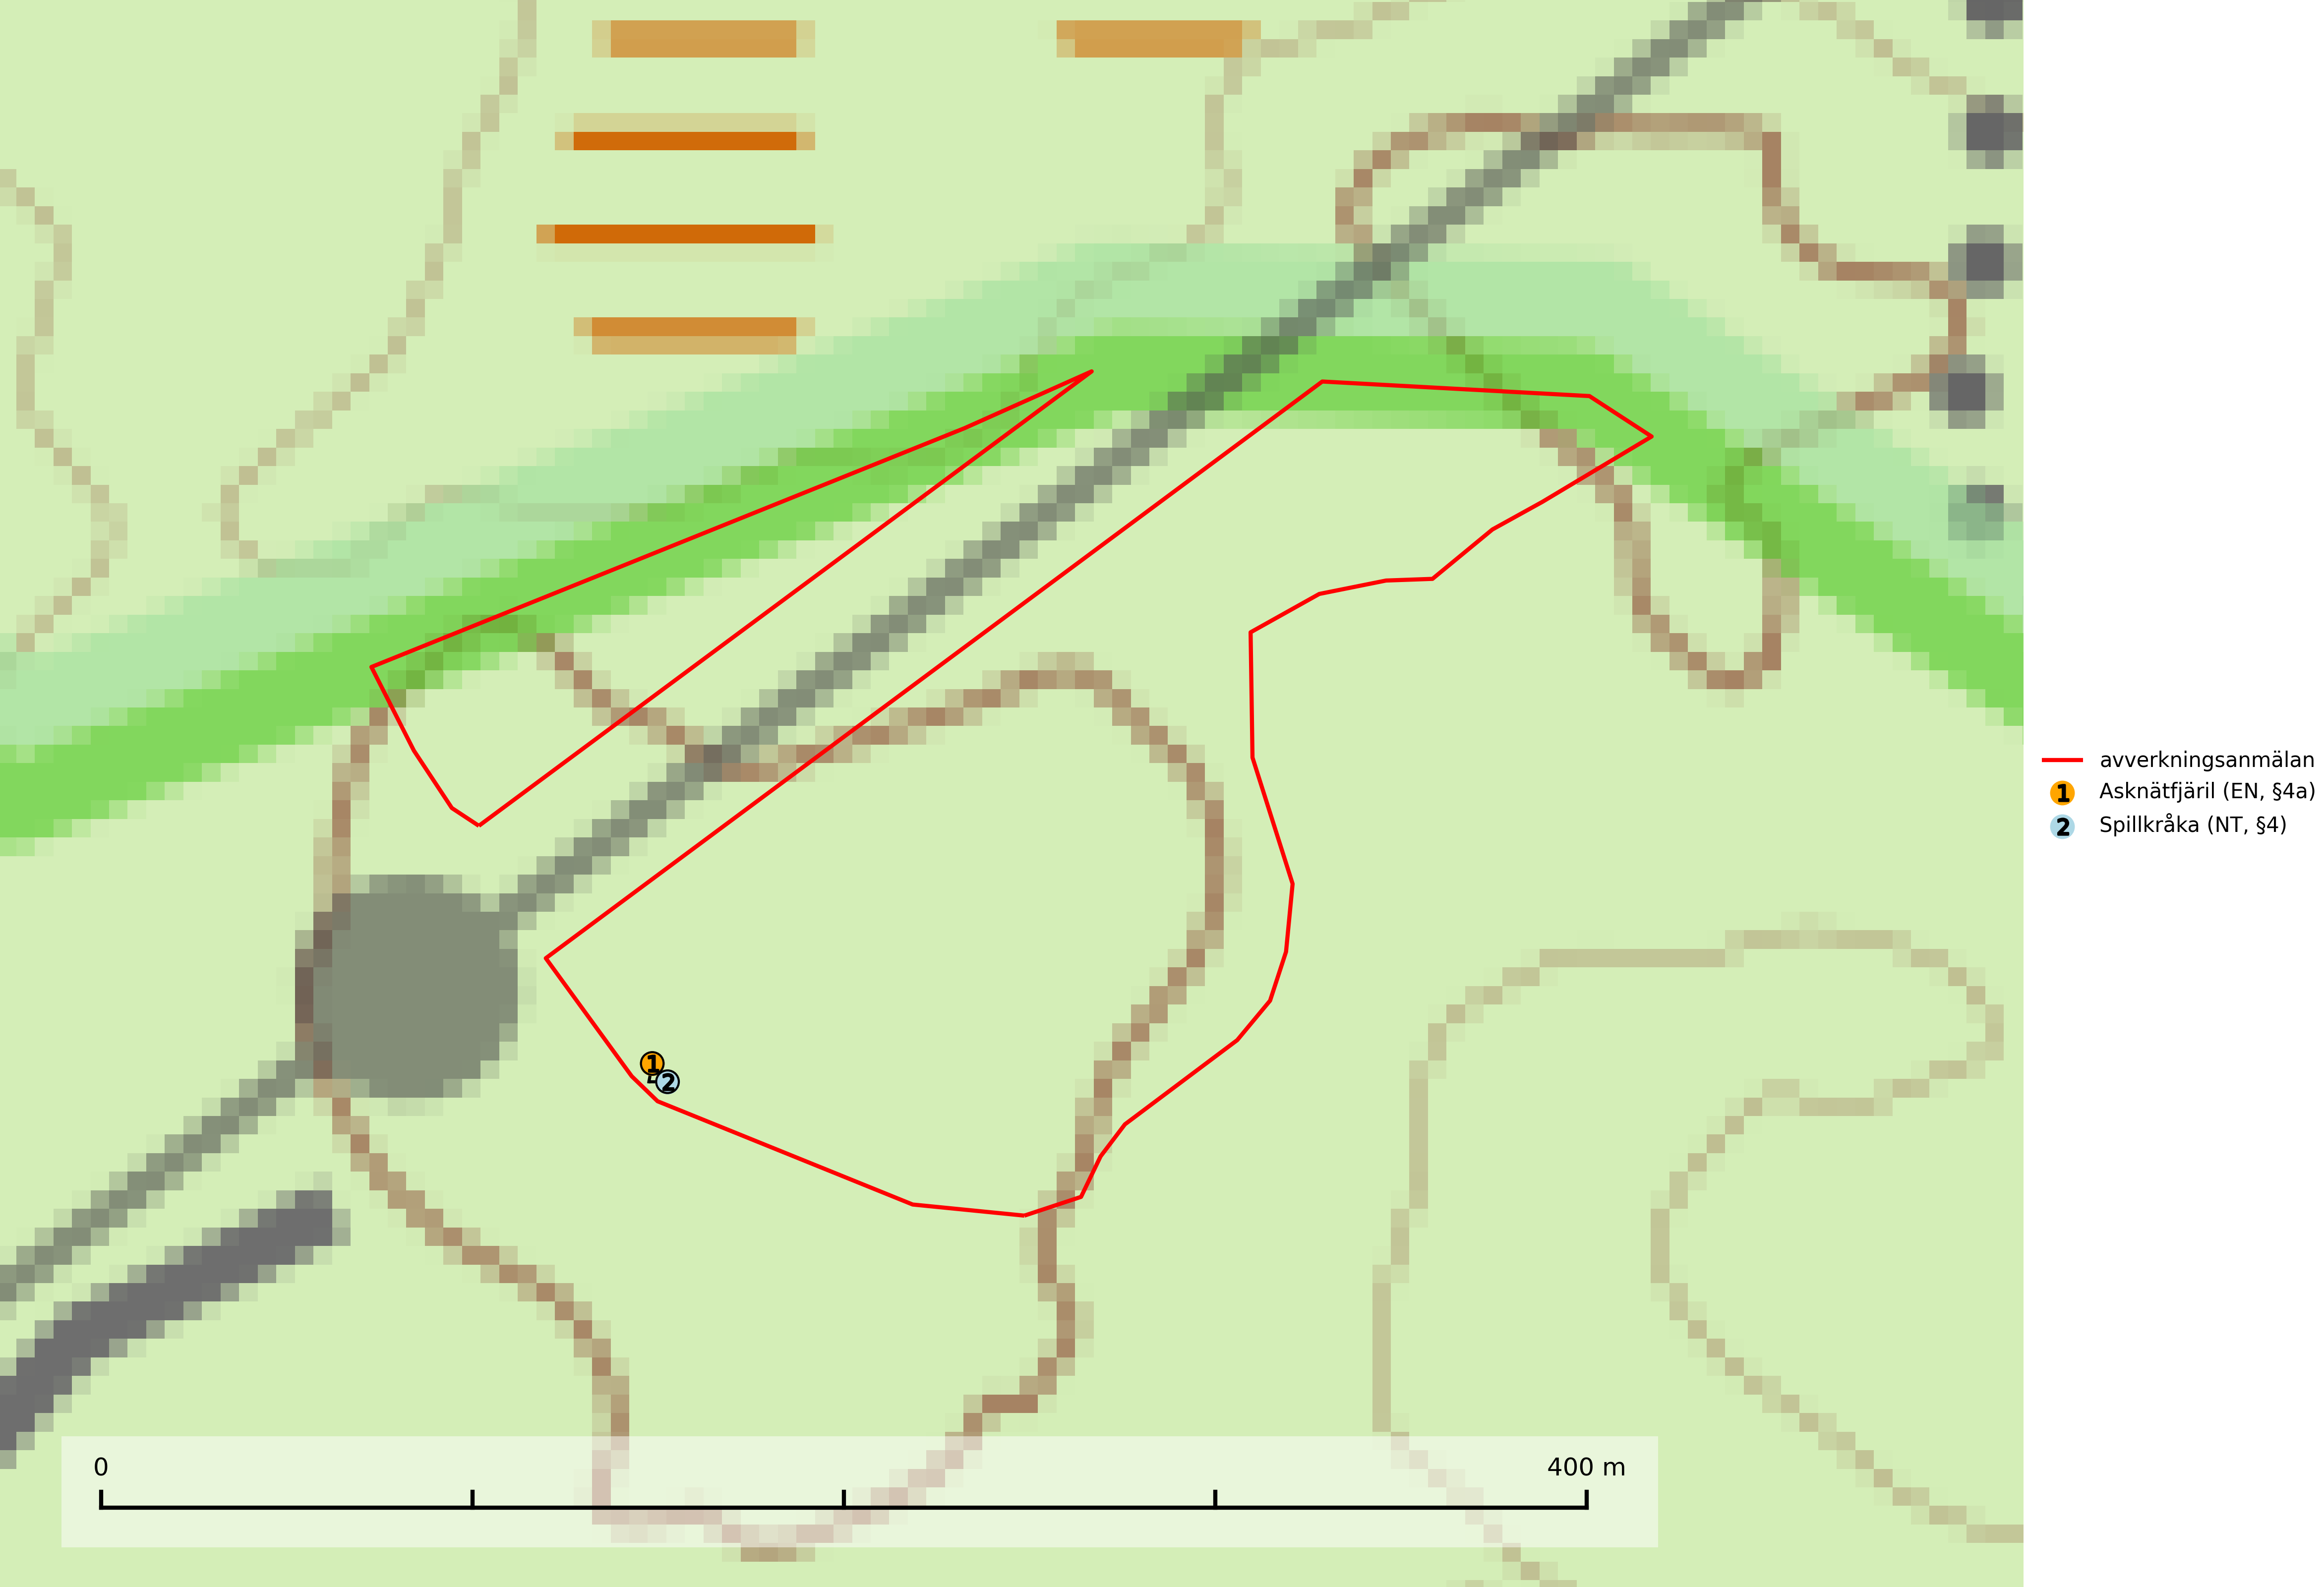 1
2
avverkningsanmälan
1 Asknätfjäril (EN, §4a)
2 Spillkråka (NT, §4)
0 400 m